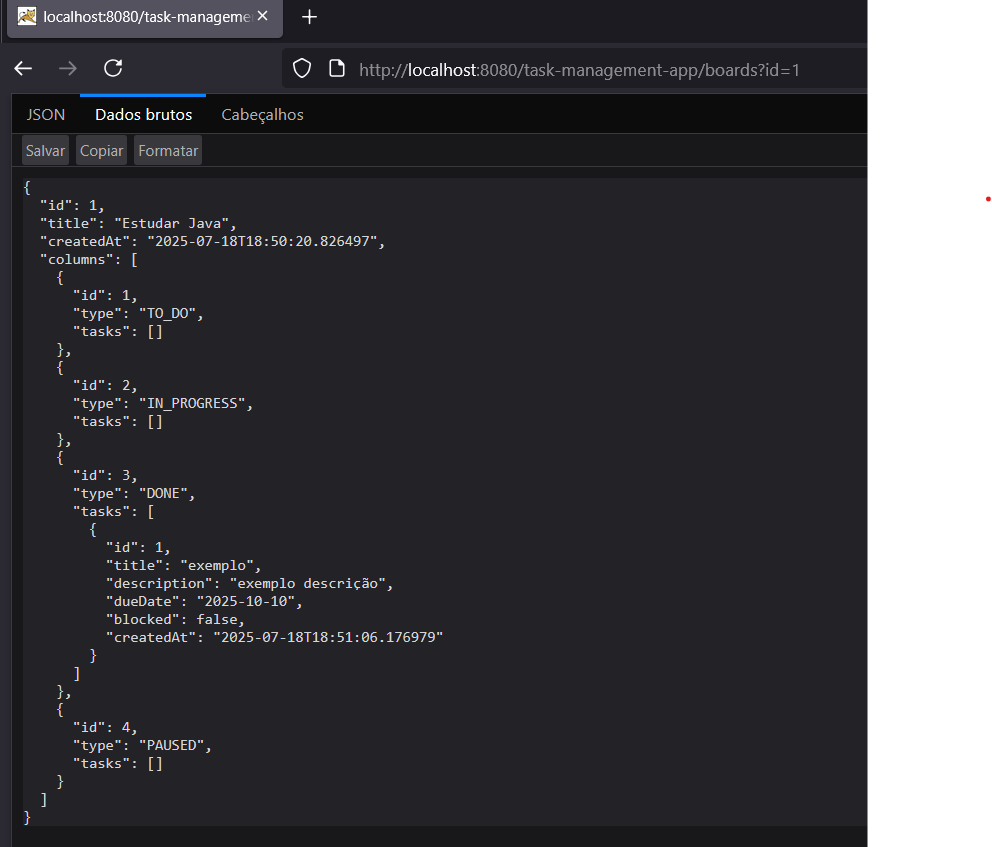 localhost:8080/task-manageme
http://localhost:8080/task-management-app/boards?id=1
JSON Dados brutos Cabeçalhos
Salvar Copiar Formatar
{
  "id": 1,
  "title": "Estudar Java",
  "createdAt": "2025-07-18T18:50:20.826497",
  "columns": [
    {
      "id": 1,
      "type": "TO_DO",
      "tasks": []
    },
    {
      "id": 2,
      "type": "IN_PROGRESS",
      "tasks": []
    },
    {
      "id": 3,
      "type": "DONE",
      "tasks": [
        {
          "id": 1,
          "title": "exemplo",
          "description": "exemplo descrição",
          "dueDate": "2025-10-10",
          "blocked": false,
          "createdAt": "2025-07-18T18:51:06.176979"
        }
      ]
    },
    {
      "id": 4,
      "type": "PAUSED",
      "tasks": []
    }
  ]
}